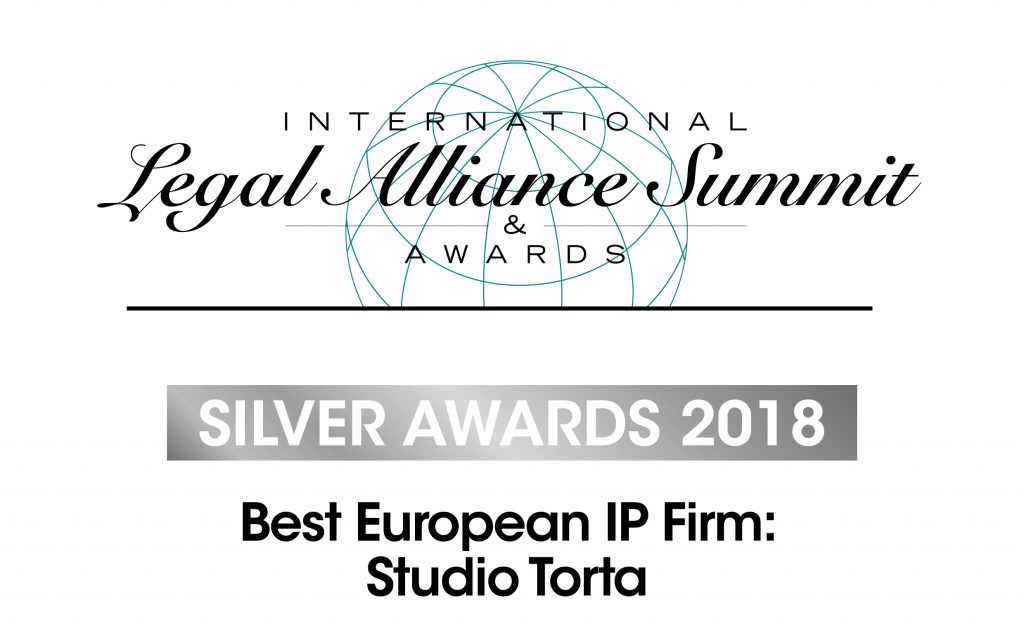 INTERNATIONAL
Legal Alliance Summit
&
AWARDS
SILVER AWARDS 2018
Best European IP Firm:
Studio Torta